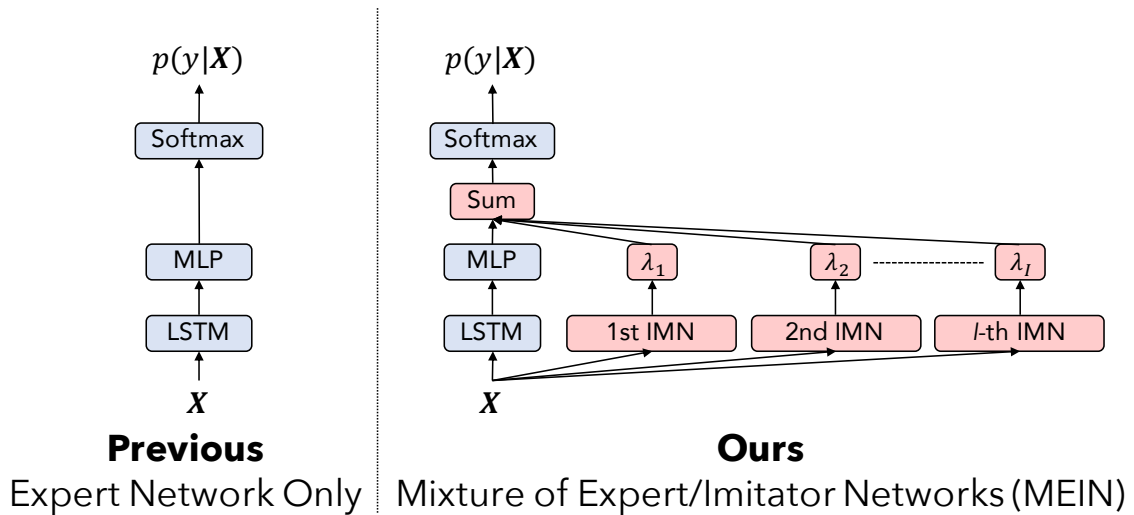 p(y|X)
Softmax
MLP
LSTM
X
Previous
Expert Network Only
p(y|X)
Softmax
Sum
MLP λ₁ λ₂ λ_I
LSTM 1st IMN 2nd IMN I-th IMN
X
Ours
Mixture of Expert/Imitator Networks (MEIN)